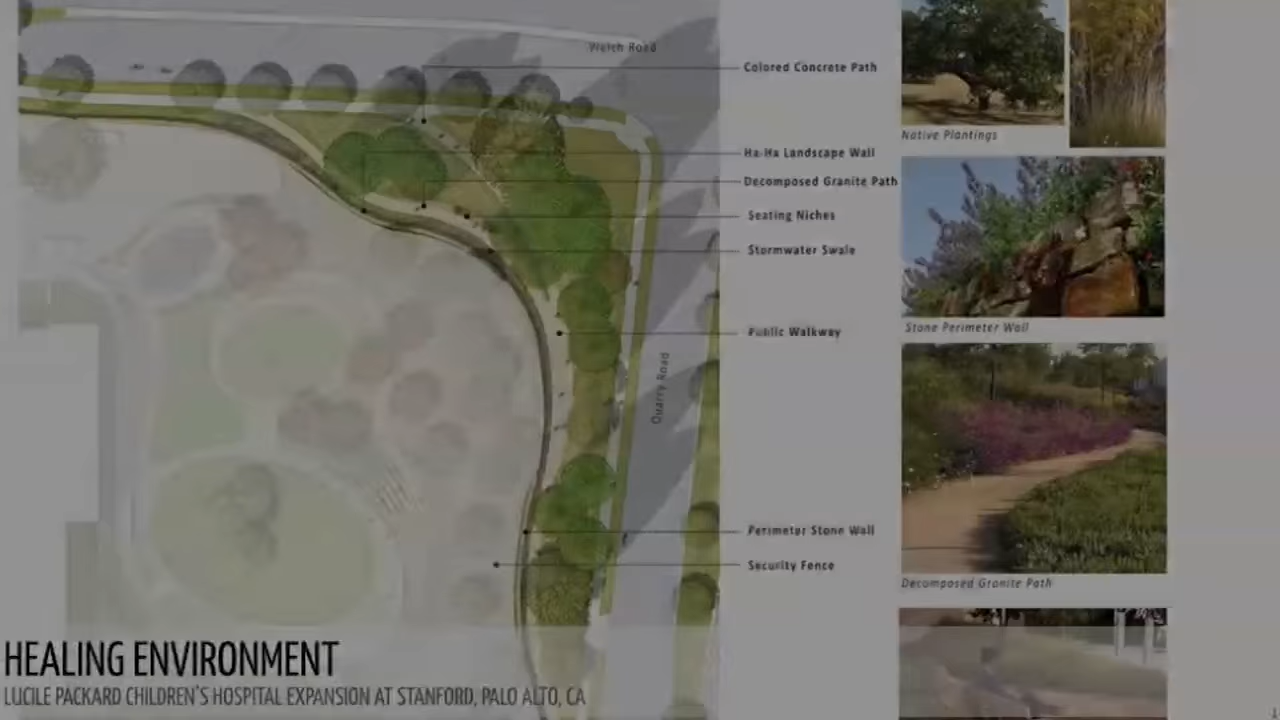 Welch Road
Colored Concrete Path
Ha-Ha Landscape Wall
Decomposed Granite Path
Seating Niches
Stormwater Swale
Public Walkway
Quarry Road
Perimeter Stone Wall
Security Fence
Native Plantings
Stone Perimeter Wall
Decomposed Granite Path
HEALING ENVIRONMENT
LUCILE PACKARD CHILDREN'S HOSPITAL EXPANSION AT STANFORD, PALO ALTO, CA